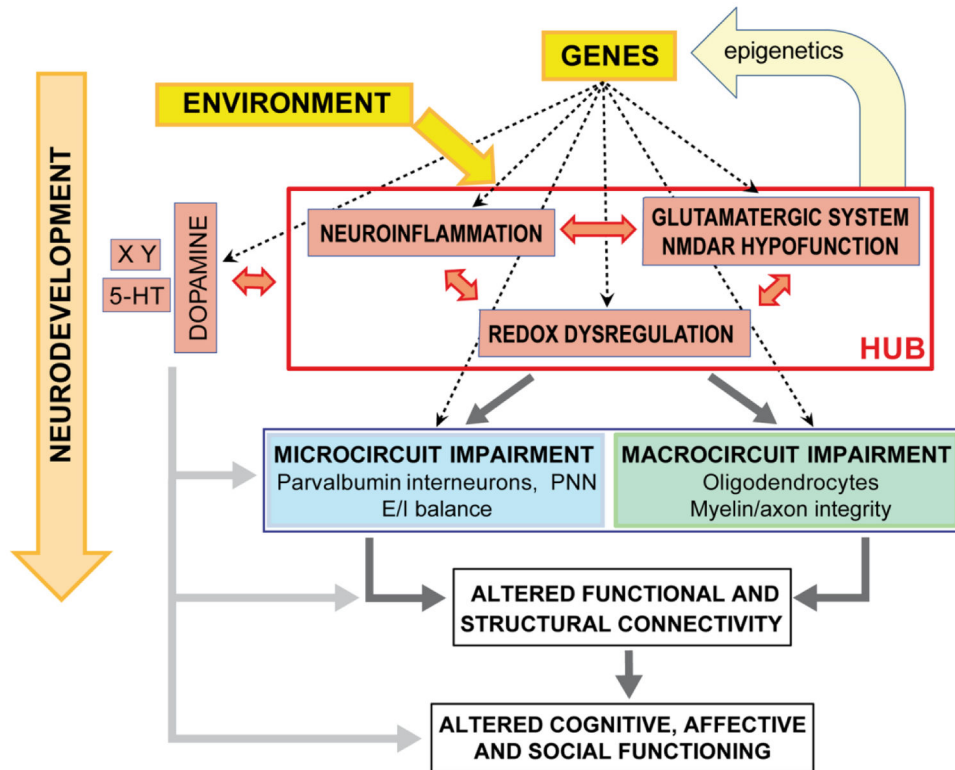 GENES
epigenetics
ENVIRONMENT
NEURODEVELOPMENT
NEUROINFLAMMATION
GLUTAMATERGIC SYSTEM
NMDAR HYPOFUNCTION
X Y
5-HT
DOPAMINE
REDOX DYSREGULATION
HUB
MICROCIRCUIT IMPAIRMENT
Parvalbumin interneurons, PNN
E/I balance
MACROCIRCUIT IMPAIRMENT
Oligodendrocytes
Myelin/axon integrity
ALTERED FUNCTIONAL AND
STRUCTURAL CONNECTIVITY
ALTERED COGNITIVE, AFFECTIVE
AND SOCIAL FUNCTIONING